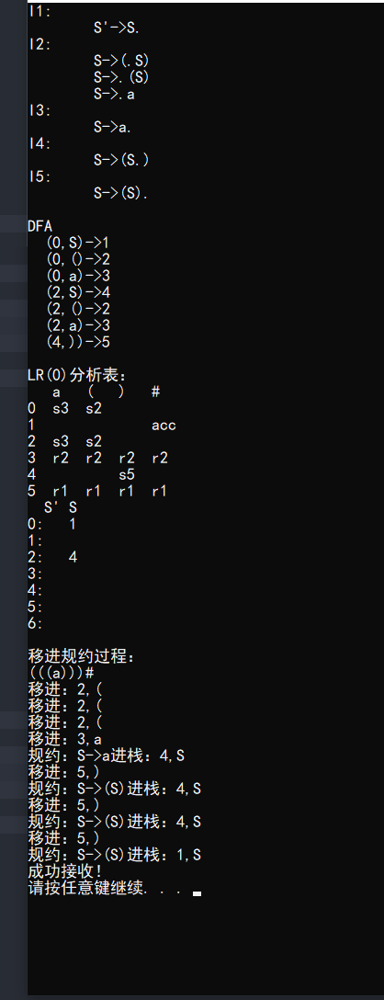 I1:
S'->S.
I2:
S->(.S)
S->.(S)
S->.a
I3:
S->a.
I4:
S->(S.)
I5:
S->(S).
DFA
(0,S)->1
(0,()->2
(0,a)->3
(2,S)->4
(2,()->2
(2,a)->3
(4,))->5
LR(0)分析表:
a ( ) #
0 s3 s2
1 acc
2 s3 s2
3 r2 r2 r2 r2
4 s5
5 r1 r1 r1 r1
S' S
0: 1
1:
2: 4
3:
4:
5:
6:
移进规约过程:
(((a)))#
移进: 2,(
移进: 2,(
移进: 2,(
移进: 3,a
规约: S->a进栈: 4,S
移进: 5,)
规约: S->(S)进栈: 4,S
移进: 5,)
规约: S->(S)进栈: 4,S
移进: 5,)
规约: S->(S)进栈: 1,S
成功接收!
请按任意键继续. . .